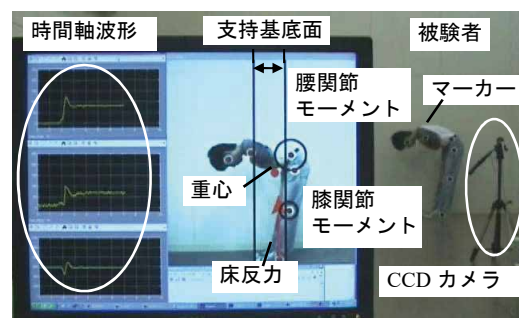 時間軸波形
支持基底面
被験者
腰関節
モーメント
マーカー
重心
膝関節
モーメント
床反力
CCD カメラ